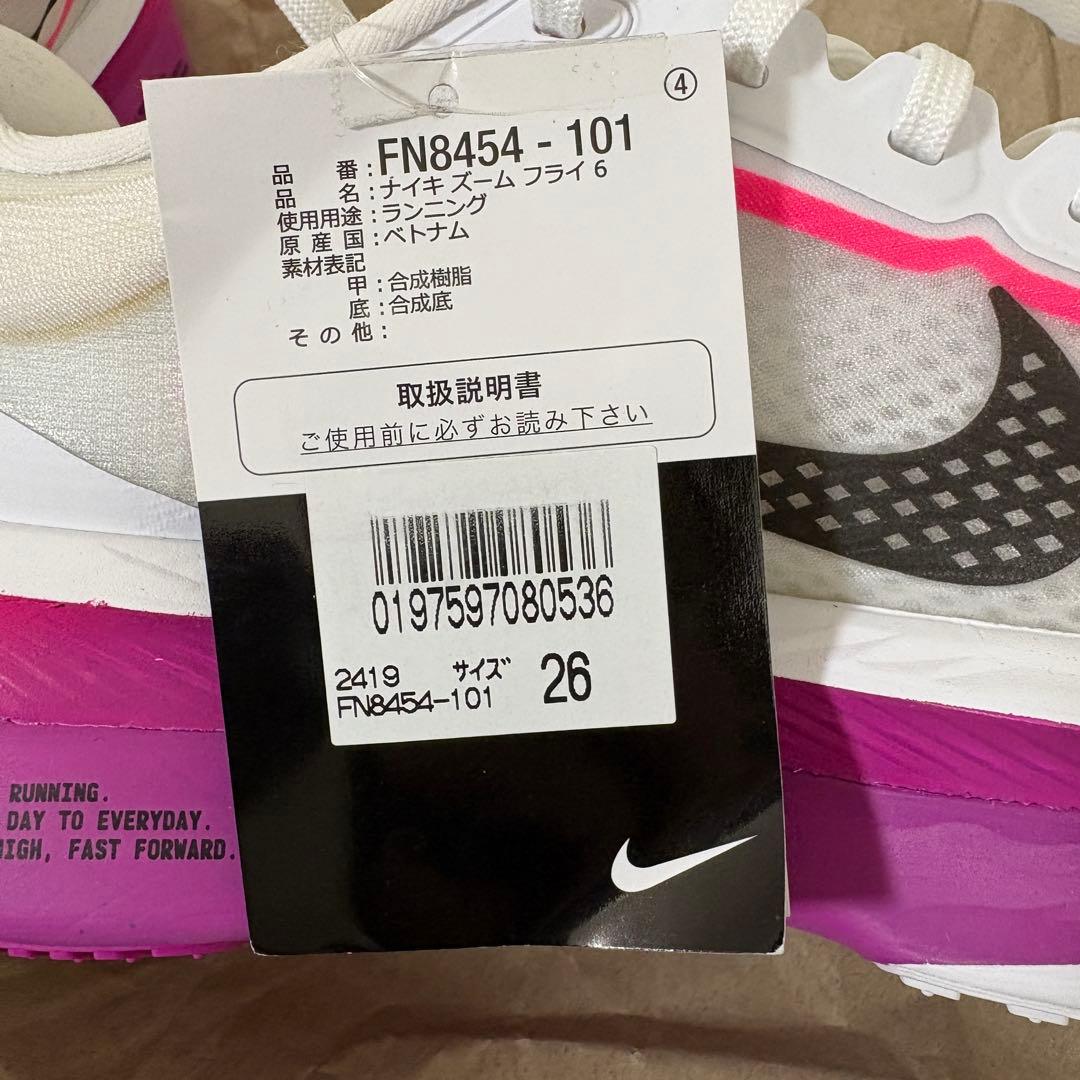 ④
品 番 : FN8454 - 101
品 名 : ナイキ ズーム フライ 6
使用用途 : ランニング
原 産 国 : ベトナム
素材表記
甲 : 合成樹脂
底 : 合成底
そ の 他 :
取扱説明書
ご使用前に必ずお読み下さい
0197597080536
2419 サイズ 26
FN8454-101
RUNNING.
DAY TO EVERYDAY.
HIGH, FAST FORWARD.